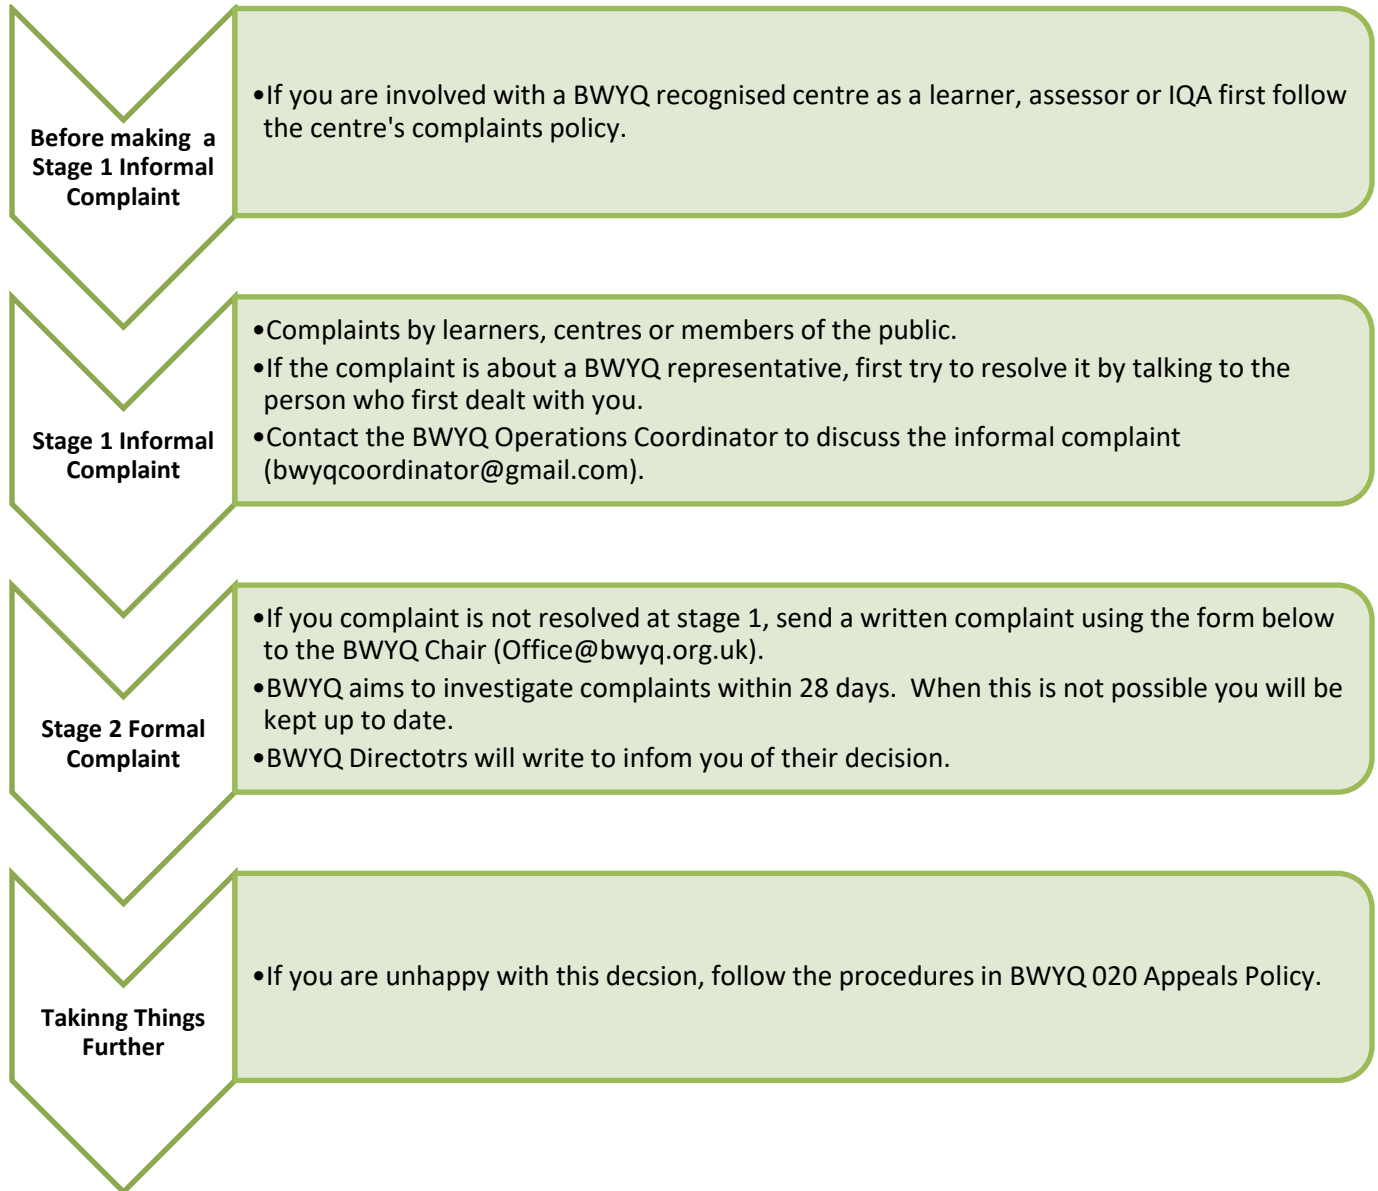 Before making  a
Stage 1 Informal
Complaint
•If you are involved with a BWYQ recognised centre as a learner, assessor or IQA first follow
the centre's complaints policy.
Stage 1 Informal
Complaint
•Complaints by learners, centres or members of the public.
•If the complaint is about a BWYQ representative, first try to resolve it by talking to the
person who first dealt with you.
•Contact the BWYQ Operations Coordinator to discuss the informal complaint
(bwyqcoordinator@gmail.com).
Stage 2 Formal
Complaint
•If you complaint is not resolved at stage 1, send a written complaint using the form below
to the BWYQ Chair (Office@bwyq.org.uk).
•BWYQ aims to investigate complaints within 28 days.  When this is not possible you will be
kept up to date.
•BWYQ Directotrs will write to infom you of their decision.
Takinng Things
Further
•If you are unhappy with this decsion, follow the procedures in BWYQ 020 Appeals Policy.